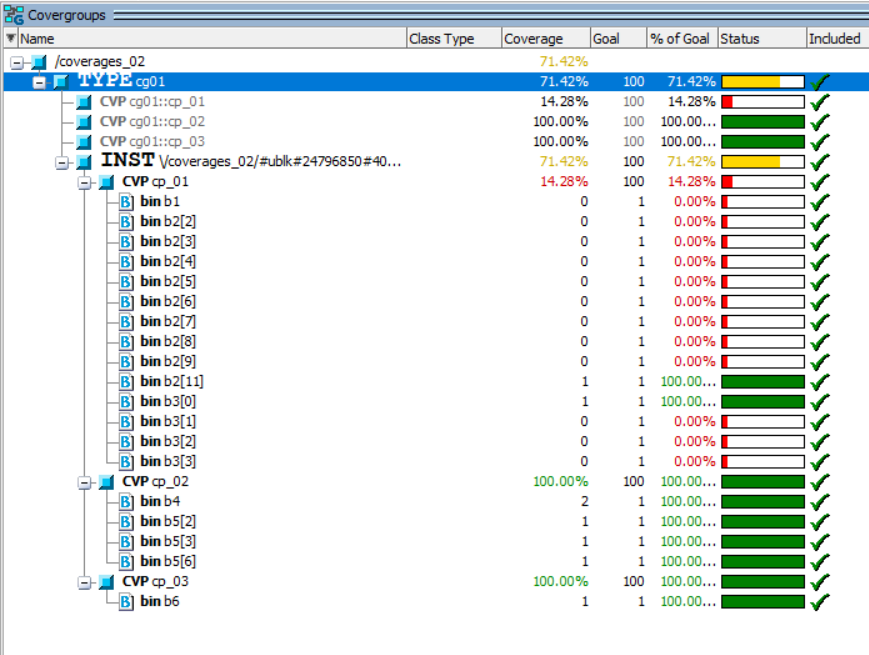 Covergroups
Name Class Type Coverage Goal % of Goal Status Included
/coverages_02 71.42%
TYPE cg01 71.42% 100 71.42%
CVP cg01::cp_01 14.28% 100 14.28%
CVP cg01::cp_02 100.00% 100 100.00...
CVP cg01::cp_03 100.00% 100 100.00...
INST \/coverages_02/#ublk#24796850#40... 71.42% 100 71.42%
CVP cp_01 14.28% 100 14.28%
B] bin b1 0 1 0.00%
B] bin b2[2] 0 1 0.00%
B] bin b2[3] 0 1 0.00%
B] bin b2[4] 0 1 0.00%
B] bin b2[5] 0 1 0.00%
B] bin b2[6] 0 1 0.00%
B] bin b2[7] 0 1 0.00%
B] bin b2[8] 0 1 0.00%
B] bin b2[9] 0 1 0.00%
B] bin b2[11] 1 1 100.00...
B] bin b3[0] 1 1 100.00...
B] bin b3[1] 0 1 0.00%
B] bin b3[2] 0 1 0.00%
B] bin b3[3] 0 1 0.00%
CVP cp_02 100.00% 100 100.00...
B] bin b4 2 1 100.00...
B] bin b5[2] 1 1 100.00...
B] bin b5[3] 1 1 100.00...
B] bin b5[6] 1 1 100.00...
CVP cp_03 100.00% 100 100.00...
B] bin b6 1 1 100.00...